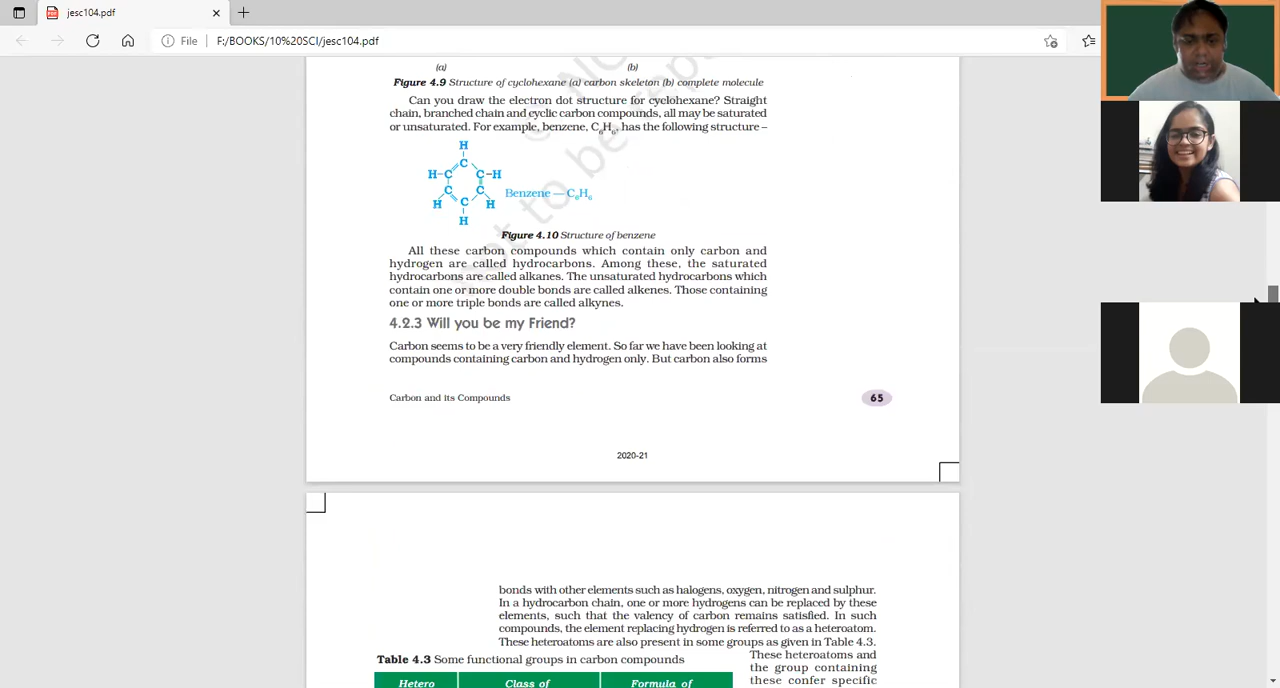 jesc104.pdf
File F:/BOOKS/10%20SCI/jesc104.pdf
(a) (b)
Figure 4.9 Structure of cyclohexane (a) carbon skeleton (b) complete molecule
Can you draw the electron dot structure for cyclohexane? Straight
chain, branched chain and cyclic carbon compounds, all may be saturated
or unsaturated. For example, benzene, C6H6, has the following structure –
H
C
H C C H
C C
H C H
H
Benzene — C6H6
Figure 4.10 Structure of benzene
All these carbon compounds which contain only carbon and
hydrogen are called hydrocarbons. Among these, the saturated
hydrocarbons are called alkanes. The unsaturated hydrocarbons which
contain one or more double bonds are called alkenes. Those containing
one or more triple bonds are called alkynes.
4.2.3 Will you be my Friend?
Carbon seems to be a very friendly element. So far we have been looking at
compounds containing carbon and hydrogen only. But carbon also forms
Carbon and its Compounds 65
2020-21
bonds with other elements such as halogens, oxygen, nitrogen and sulphur.
In a hydrocarbon chain, one or more hydrogens can be replaced by these
elements, such that the valency of carbon remains satisfied. In such
compounds, the element replacing hydrogen is referred to as a heteroatom.
These heteroatoms are also present in some groups as given in Table 4.3.
These heteroatoms and
the group containing
these confer specific
Table 4.3 Some functional groups in carbon compounds
Hetero Class of Formula of